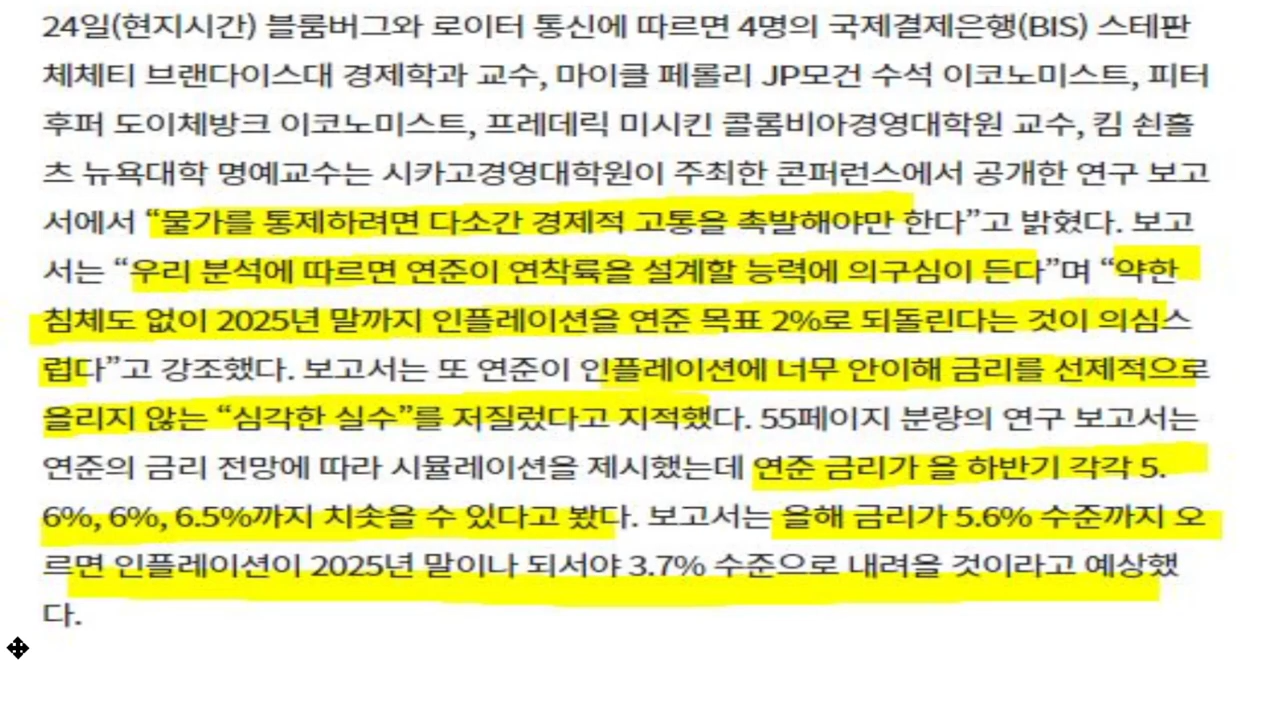 24일(현지시간) 블룸버그와 로이터 통신에 따르면 4명의 국제결제은행(BIS) 스테판
체체티 브랜다이스대 경제학과 교수, 마이클 페롤리 JP모건 수석 이코노미스트, 피터
후퍼 도이체방크 이코노미스트, 프레데릭 미시킨 콜롬비아경영대학원 교수, 킴 쇤홀
츠 뉴욕대학 명예교수는 시카고경영대학원이 주최한 콘퍼런스에서 공개한 연구 보고
서에서 “물가를 통제하려면 다소간 경제적 고통을 촉발해야만 한다”고 밝혔다. 보고
서는 “우리 분석에 따르면 연준이 연착륙을 설계할 능력에 의구심이 든다”며 “약한
침체도 없이 2025년 말까지 인플레이션을 연준 목표 2%로 되돌린다는 것이 의심스
럽다”고 강조했다. 보고서는 또 연준이 인플레이션에 너무 안이해 금리를 선제적으로
올리지 않는 “심각한 실수”를 저질렀다고 지적했다. 55페이지 분량의 연구 보고서는
연준의 금리 전망에 따라 시뮬레이션을 제시했는데 연준 금리가 올 하반기 각각 5.
6%, 6%, 6.5%까지 치솟을 수 있다고 봤다. 보고서는 올해 금리가 5.6% 수준까지 오
르면 인플레이션이 2025년 말이나 되서야 3.7% 수준으로 내려올 것이라고 예상했
다.